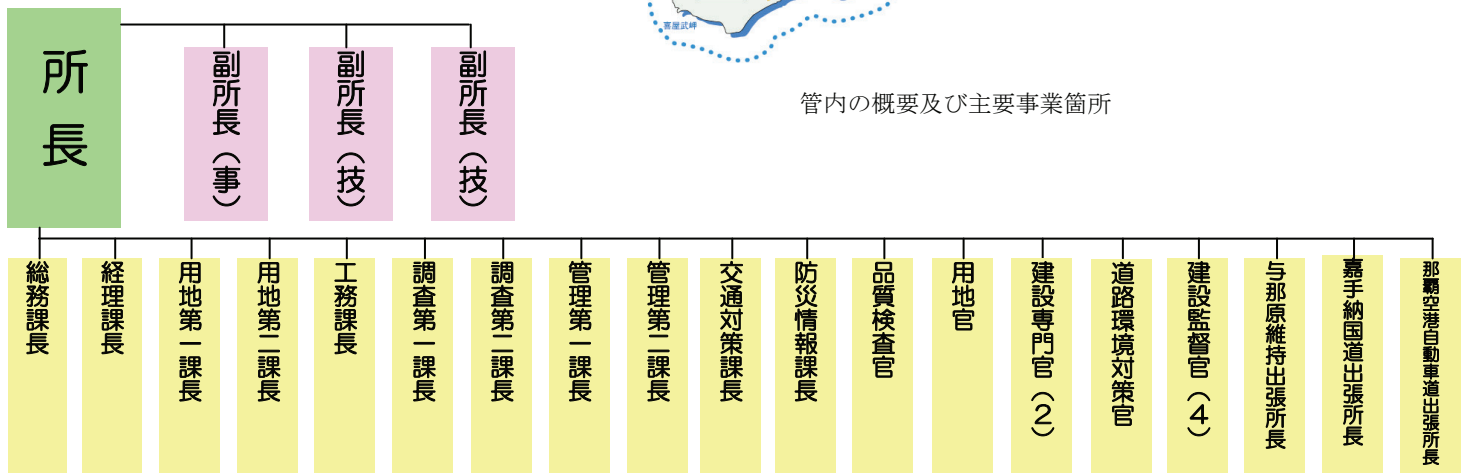 喜屋武岬
管内の概要及び主要事業箇所
所長
副所長（事）
副所長（技）
副所長（技）
総務課長
経理課長
用地第一課長
用地第二課長
工務課長
調査第一課長
調査第二課長
管理第一課長
管理第二課長
交通対策課長
防災情報課長
品質検査官
用地官
建設専門官（２）
道路環境対策官
建設監督官（４）
与那原維持出張所長
嘉手納国道出張所長
那覇空港自動車道出張所長